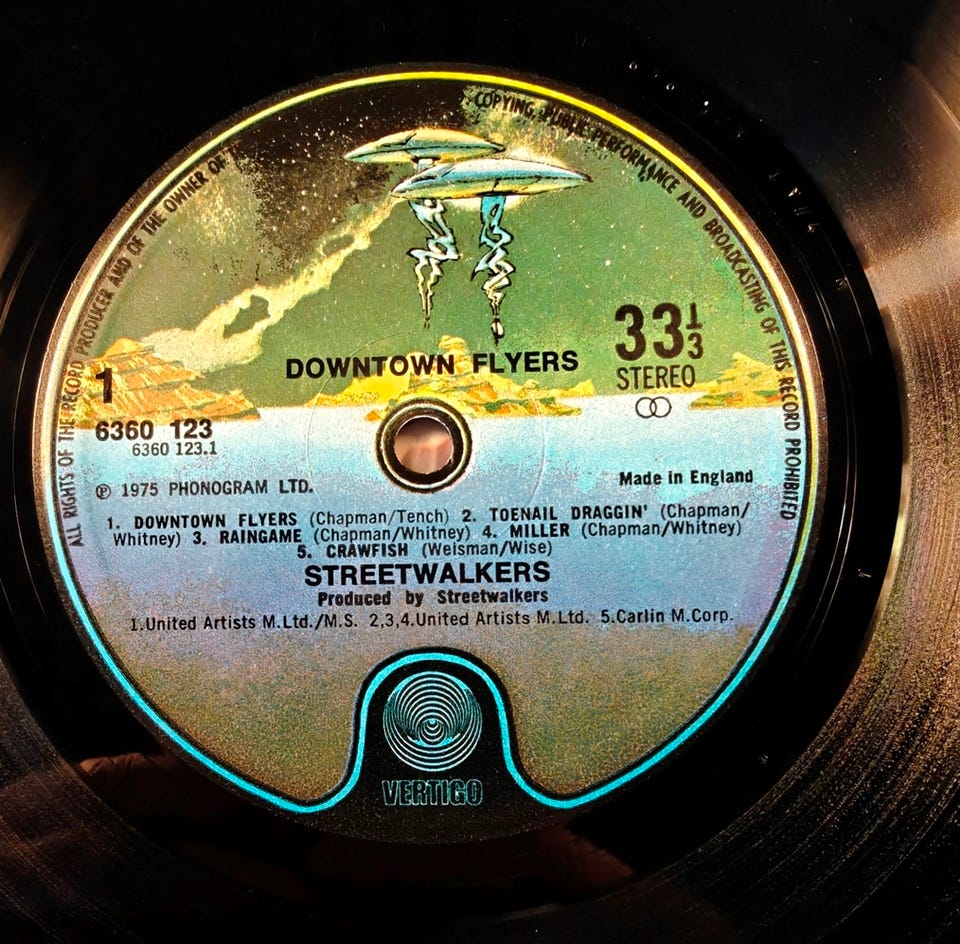 ALL RIGHTS OF THE RECORD PRODUCER AND OF THE OWNER OF
COPYING, PUBLIC PERFORMANCE AND BROADCASTING OF THIS RECORD PROHIBITED
DOWNTOWN FLYERS
33⅓
STEREO
1
6360 123
6360 123.1
℗ 1975 PHONOGRAM LTD.
Made in England
1. DOWNTOWN FLYERS (Chapman/Tench) 2. TOENAIL DRAGGIN' (Chapman/
Whitney) 3. RAINGAME (Chapman/Whitney) 4. MILLER (Chapman/Whitney)
5. CRAWFISH (Weisman/Wise)
STREETWALKERS
Produced by Streetwalkers
1.United Artists M.Ltd./M.S. 2,3,4.United Artists M.Ltd. 5.Carlin M.Corp.
VERTIGO